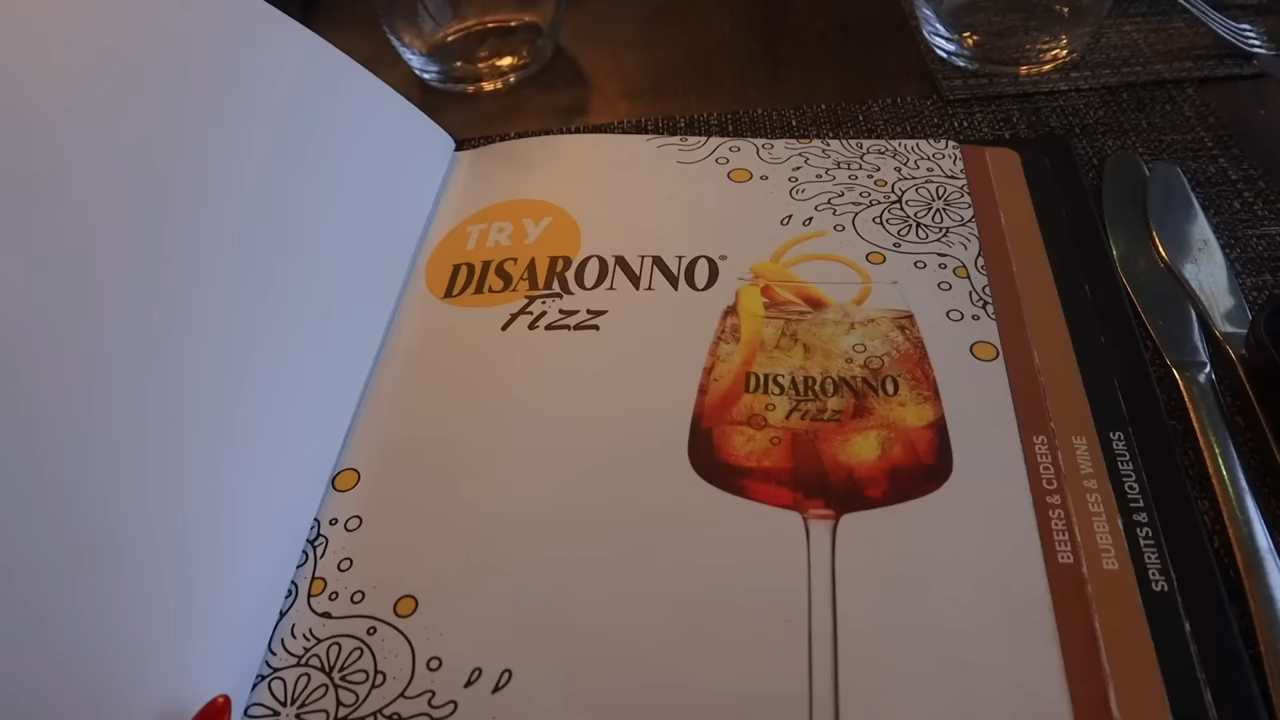 TRY
DISARONNO®
Fizz
DISARONNO
Fizz
BEERS & CIDERS
BUBBLES & WINE
SPIRITS & LIQUEURS